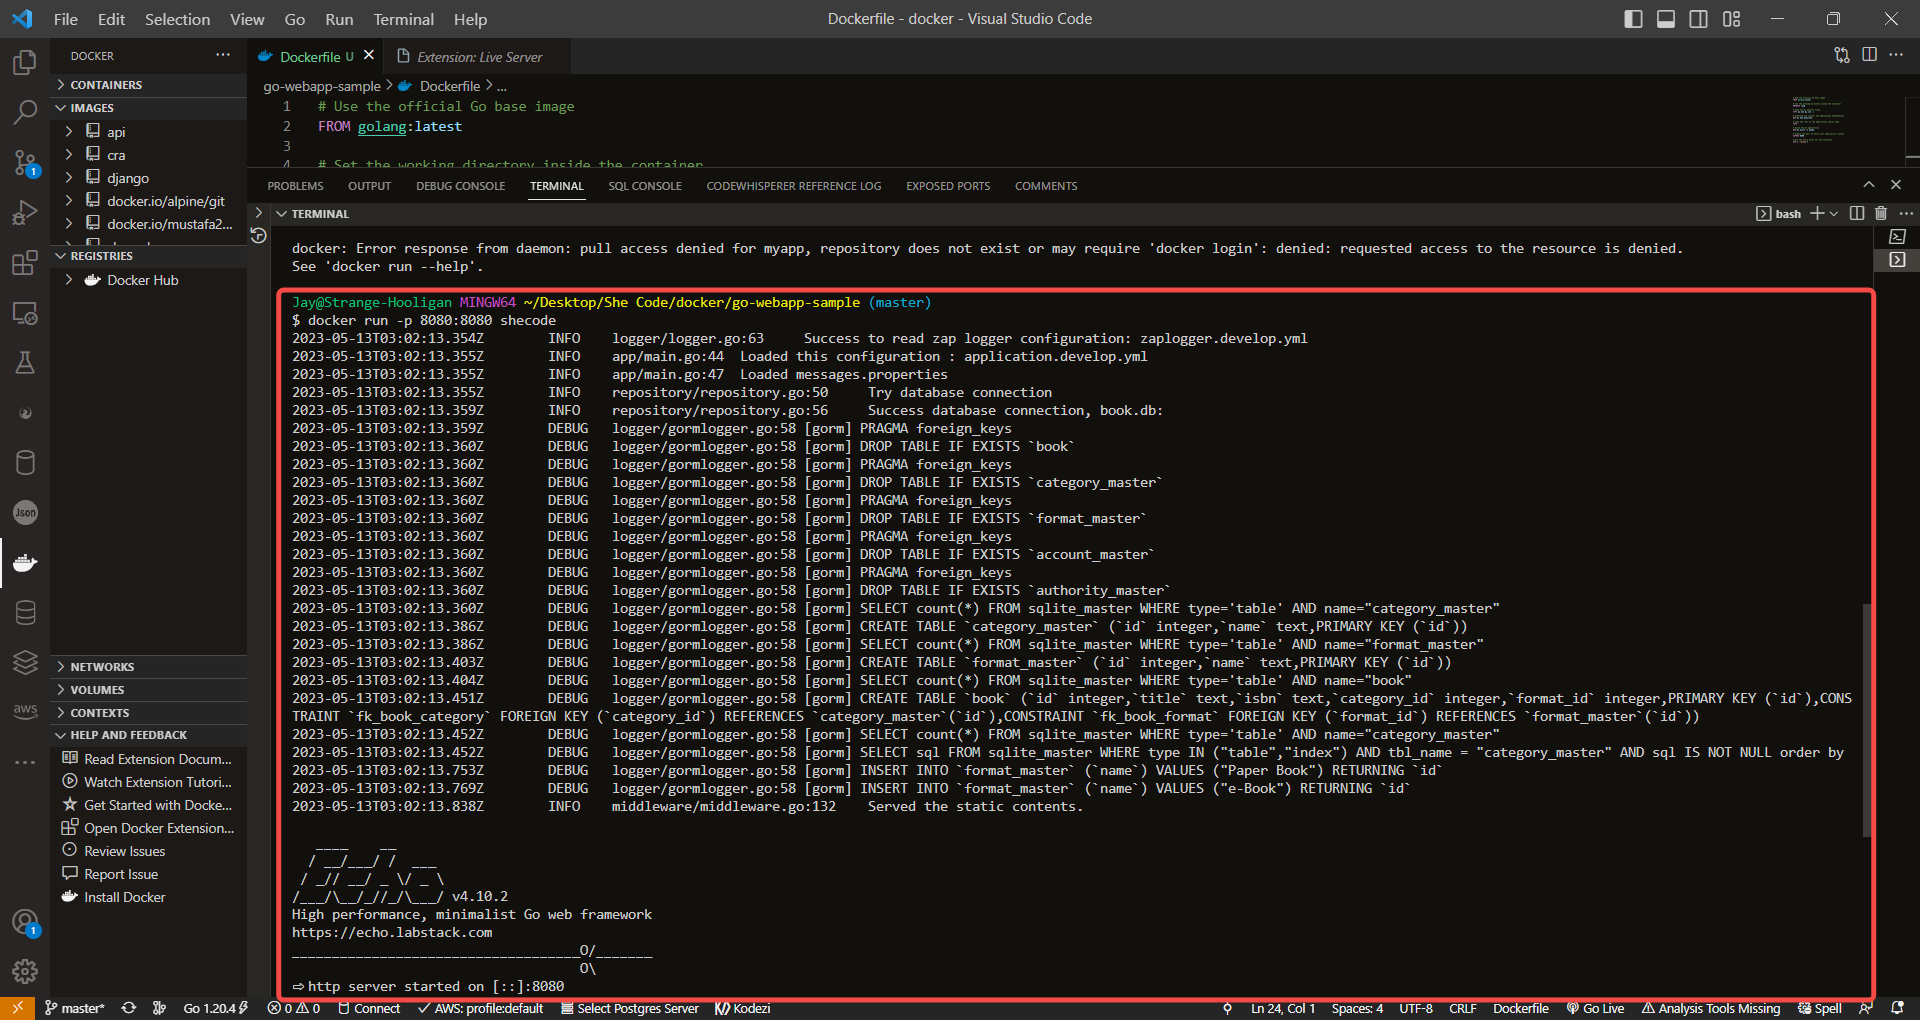 File Edit Selection View Go Run Terminal Help
Dockerfile - docker - Visual Studio Code
DOCKER
CONTAINERS
IMAGES
api
cra
django
docker.io/alpine/git
docker.io/mustafa2...
REGISTRIES
Docker Hub
NETWORKS
VOLUMES
CONTEXTS
HELP AND FEEDBACK
Read Extension Docum...
Watch Extension Tutori...
Get Started with Docke...
Open Docker Extension...
Review Issues
Report Issue
Install Docker
1
Json
aws
1
Dockerfile U
Extension: Live Server
go-webapp-sample > Dockerfile > ...
1 # Use the official Go base image
2 FROM golang:latest
3
4 # Set the working directory inside the container
PROBLEMS OUTPUT DEBUG CONSOLE TERMINAL SQL CONSOLE CODEWHISPERER REFERENCE LOG EXPOSED PORTS COMMENTS
TERMINAL
bash
docker: Error response from daemon: pull access denied for myapp, repository does not exist or may require 'docker login': denied: requested access to the resource is denied.
See 'docker run --help'.
Jay@Strange-Hooligan MINGW64 ~/Desktop/She Code/docker/go-webapp-sample (master)
$ docker run -p 8080:8080 shecode
2023-05-13T03:02:13.354Z INFO logger/logger.go:63 Success to read zap logger configuration: zaplogger.develop.yml
2023-05-13T03:02:13.355Z INFO app/main.go:44 Loaded this configuration : application.develop.yml
2023-05-13T03:02:13.355Z INFO app/main.go:47 Loaded messages.properties
2023-05-13T03:02:13.355Z INFO repository/repository.go:50 Try database connection
2023-05-13T03:02:13.359Z INFO repository/repository.go:56 Success database connection, book.db:
2023-05-13T03:02:13.359Z DEBUG logger/gormlogger.go:58 [gorm] PRAGMA foreign_keys
2023-05-13T03:02:13.360Z DEBUG logger/gormlogger.go:58 [gorm] DROP TABLE IF EXISTS `book`
2023-05-13T03:02:13.360Z DEBUG logger/gormlogger.go:58 [gorm] PRAGMA foreign_keys
2023-05-13T03:02:13.360Z DEBUG logger/gormlogger.go:58 [gorm] DROP TABLE IF EXISTS `category_master`
2023-05-13T03:02:13.360Z DEBUG logger/gormlogger.go:58 [gorm] PRAGMA foreign_keys
2023-05-13T03:02:13.360Z DEBUG logger/gormlogger.go:58 [gorm] DROP TABLE IF EXISTS `format_master`
2023-05-13T03:02:13.360Z DEBUG logger/gormlogger.go:58 [gorm] PRAGMA foreign_keys
2023-05-13T03:02:13.360Z DEBUG logger/gormlogger.go:58 [gorm] DROP TABLE IF EXISTS `account_master`
2023-05-13T03:02:13.360Z DEBUG logger/gormlogger.go:58 [gorm] PRAGMA foreign_keys
2023-05-13T03:02:13.360Z DEBUG logger/gormlogger.go:58 [gorm] DROP TABLE IF EXISTS `authority_master`
2023-05-13T03:02:13.360Z DEBUG logger/gormlogger.go:58 [gorm] SELECT count(*) FROM sqlite_master WHERE type='table' AND name="category_master"
2023-05-13T03:02:13.386Z DEBUG logger/gormlogger.go:58 [gorm] CREATE TABLE `category_master` (`id` integer,`name` text,PRIMARY KEY (`id`))
2023-05-13T03:02:13.386Z DEBUG logger/gormlogger.go:58 [gorm] SELECT count(*) FROM sqlite_master WHERE type='table' AND name="format_master"
2023-05-13T03:02:13.403Z DEBUG logger/gormlogger.go:58 [gorm] CREATE TABLE `format_master` (`id` integer,`name` text,PRIMARY KEY (`id`))
2023-05-13T03:02:13.404Z DEBUG logger/gormlogger.go:58 [gorm] SELECT count(*) FROM sqlite_master WHERE type='table' AND name="book"
2023-05-13T03:02:13.451Z DEBUG logger/gormlogger.go:58 [gorm] CREATE TABLE `book` (`id` integer,`title` text,`isbn` text,`category_id` integer,`format_id` integer,PRIMARY KEY (`id`),CONS
TRAINT `fk_book_category` FOREIGN KEY (`category_id`) REFERENCES `category_master`(`id`),CONSTRAINT `fk_book_format` FOREIGN KEY (`format_id`) REFERENCES `format_master`(`id`))
2023-05-13T03:02:13.452Z DEBUG logger/gormlogger.go:58 [gorm] SELECT count(*) FROM sqlite_master WHERE type='table' AND name="category_master"
2023-05-13T03:02:13.452Z DEBUG logger/gormlogger.go:58 [gorm] SELECT sql FROM sqlite_master WHERE type IN ("table","index") AND tbl_name = "category_master" AND sql IS NOT NULL order by
2023-05-13T03:02:13.753Z DEBUG logger/gormlogger.go:58 [gorm] INSERT INTO `format_master` (`name`) VALUES ("Paper Book") RETURNING `id`
2023-05-13T03:02:13.769Z DEBUG logger/gormlogger.go:58 [gorm] INSERT INTO `format_master` (`name`) VALUES ("e-Book") RETURNING `id`
2023-05-13T03:02:13.838Z INFO middleware/middleware.go:132 Served the static contents.
   ____    __
  / __/___/ /  ___
 / _// __/ _ \/ _ \
/___/\__/_//_/\___/ v4.10.2
High performance, minimalist Go web framework
https://echo.labstack.com
____________________________________O/_______
                                    O\
⇨ http server started on [::]:8080
master* Go 1.20.4 0 0 Connect AWS: profile:default Select Postgres Server Kodezi Ln 24, Col 1 Spaces: 4 UTF-8 CRLF Dockerfile Go Live Analysis Tools Missing Spell